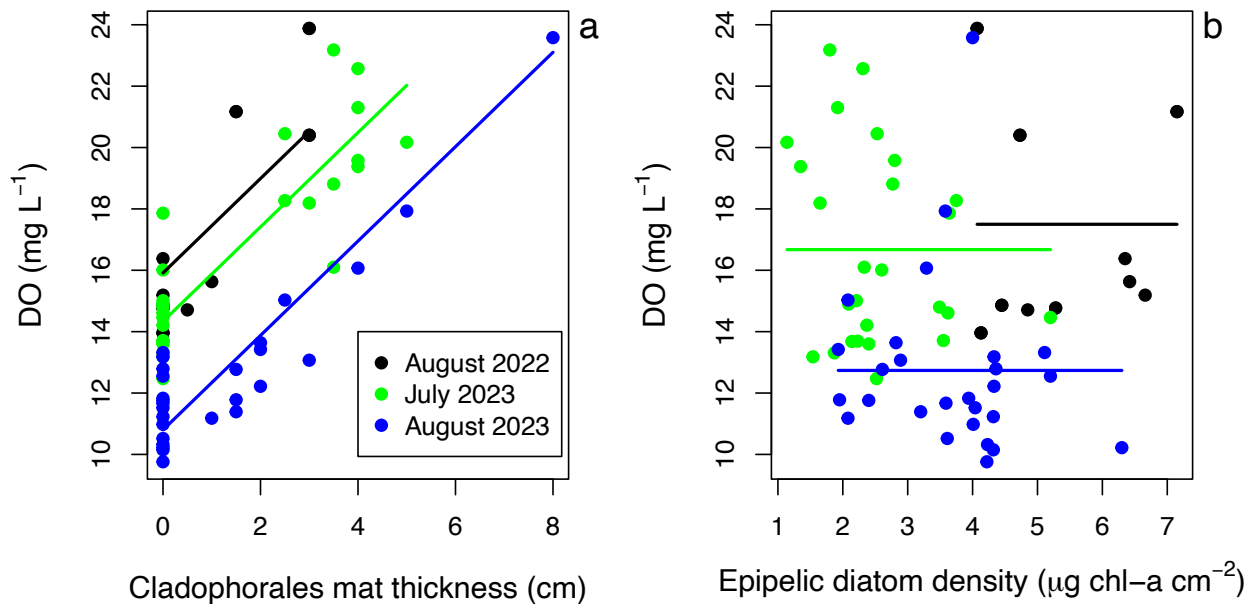 a
24
22
20
18
16
14
12
10
DO (mg L⁻¹)
August 2022
July 2023
August 2023
0 2 4 6 8
Cladophorales mat thickness (cm)
b
24
22
20
18
16
14
12
10
DO (mg L⁻¹)
1 2 3 4 5 6 7
Epipelic diatom density (μg chl−a cm⁻²)